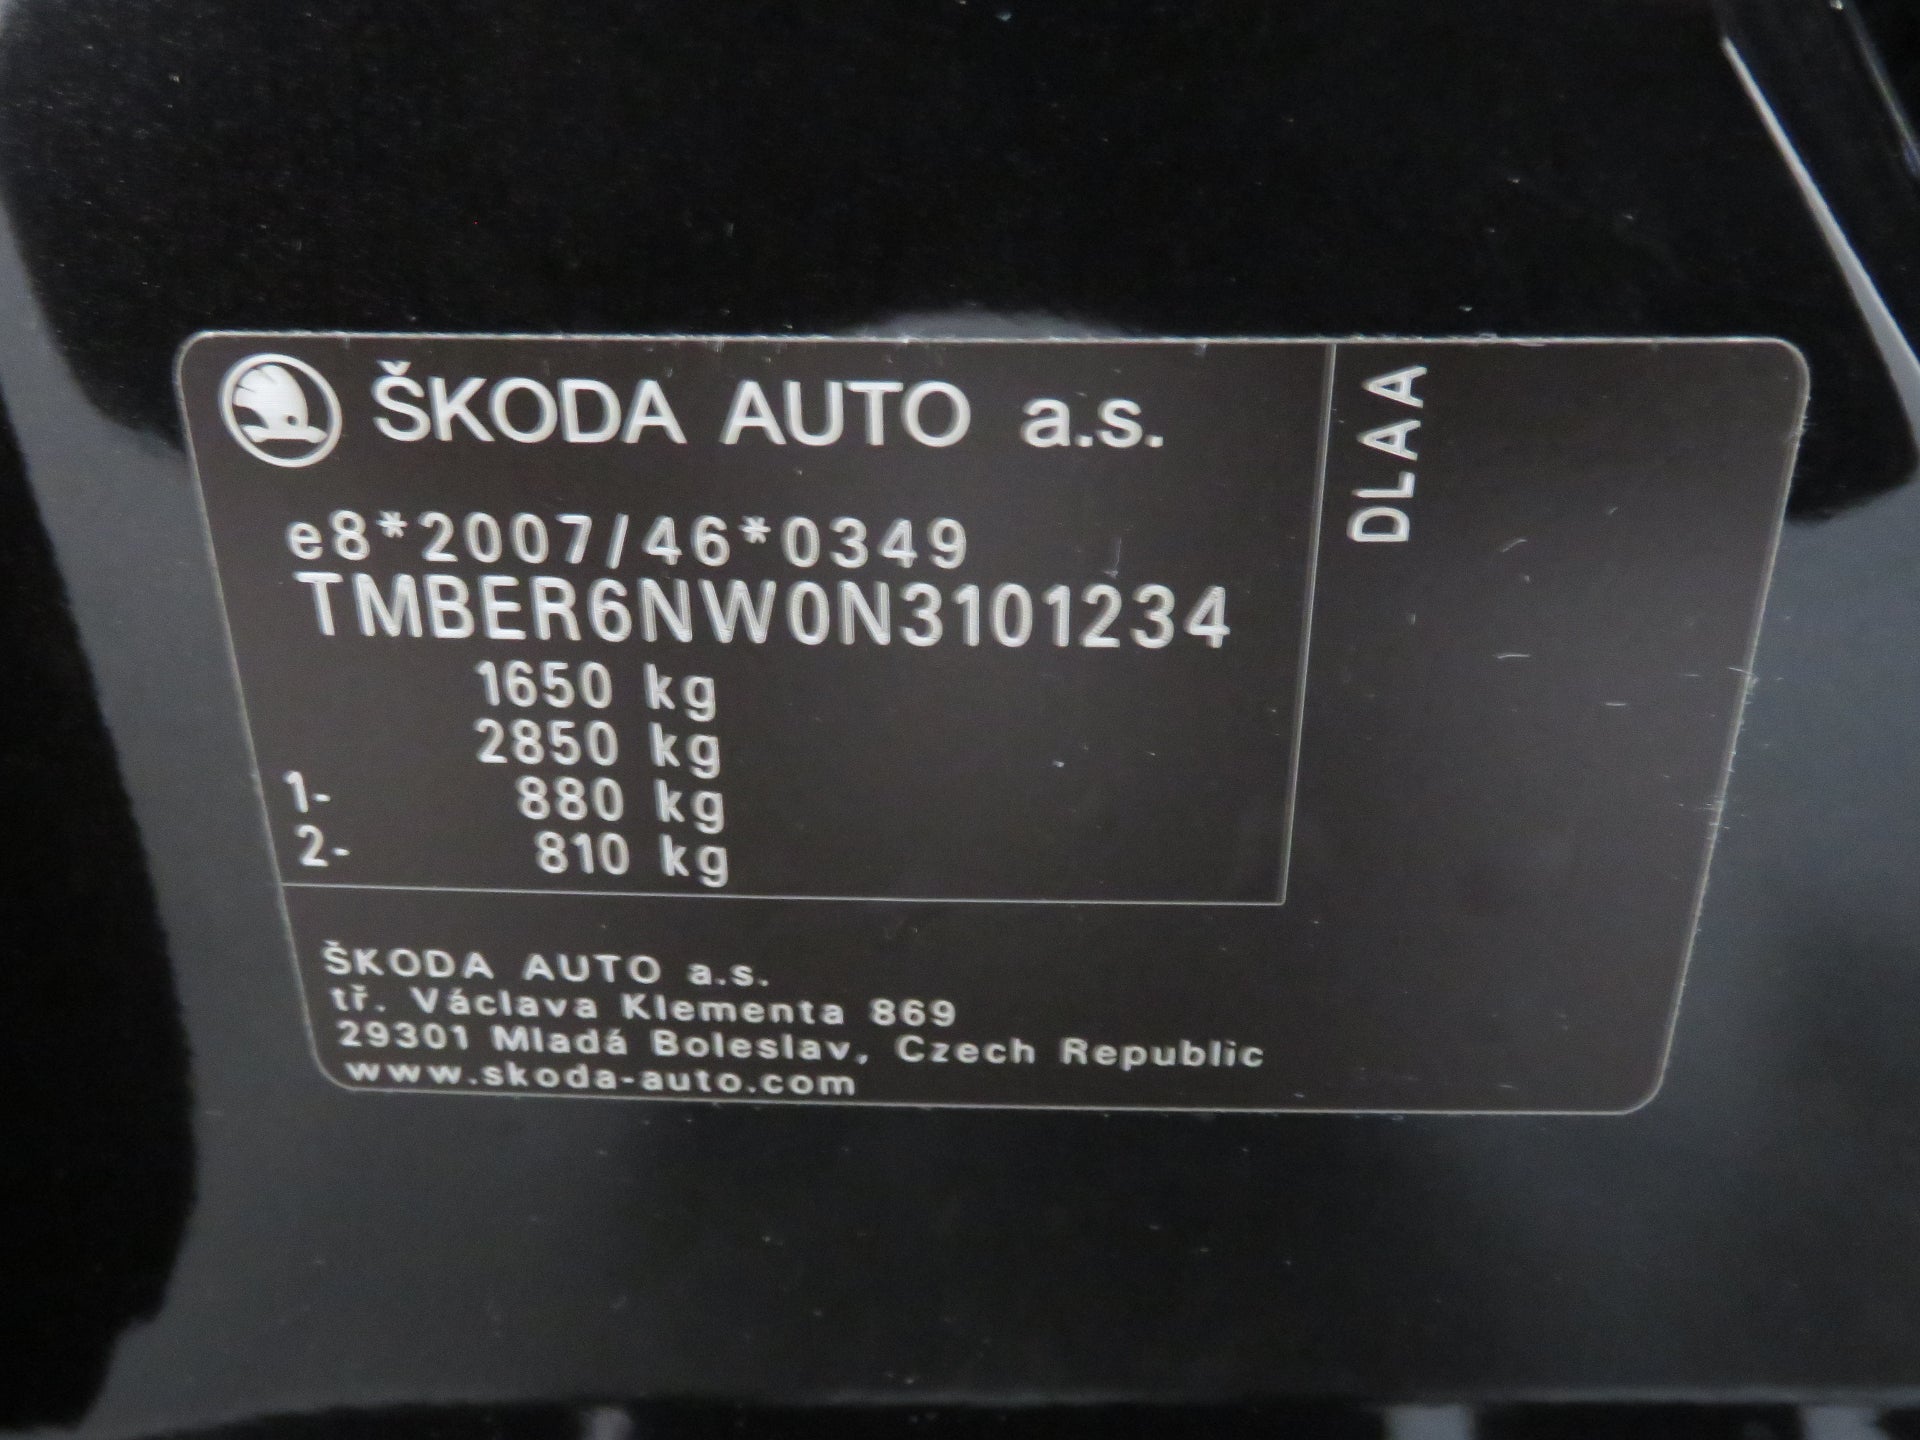 ŠKODA AUTO a.s.
e8*2007/46*0349
TMBER6NW0N3101234
1650 kg
2850 kg
1- 880 kg
2- 810 kg
DLAA
ŠKODA AUTO a.s.
tř. Václava Klementa 869
29301 Mladá Boleslav, Czech Republic
www.skoda-auto.com